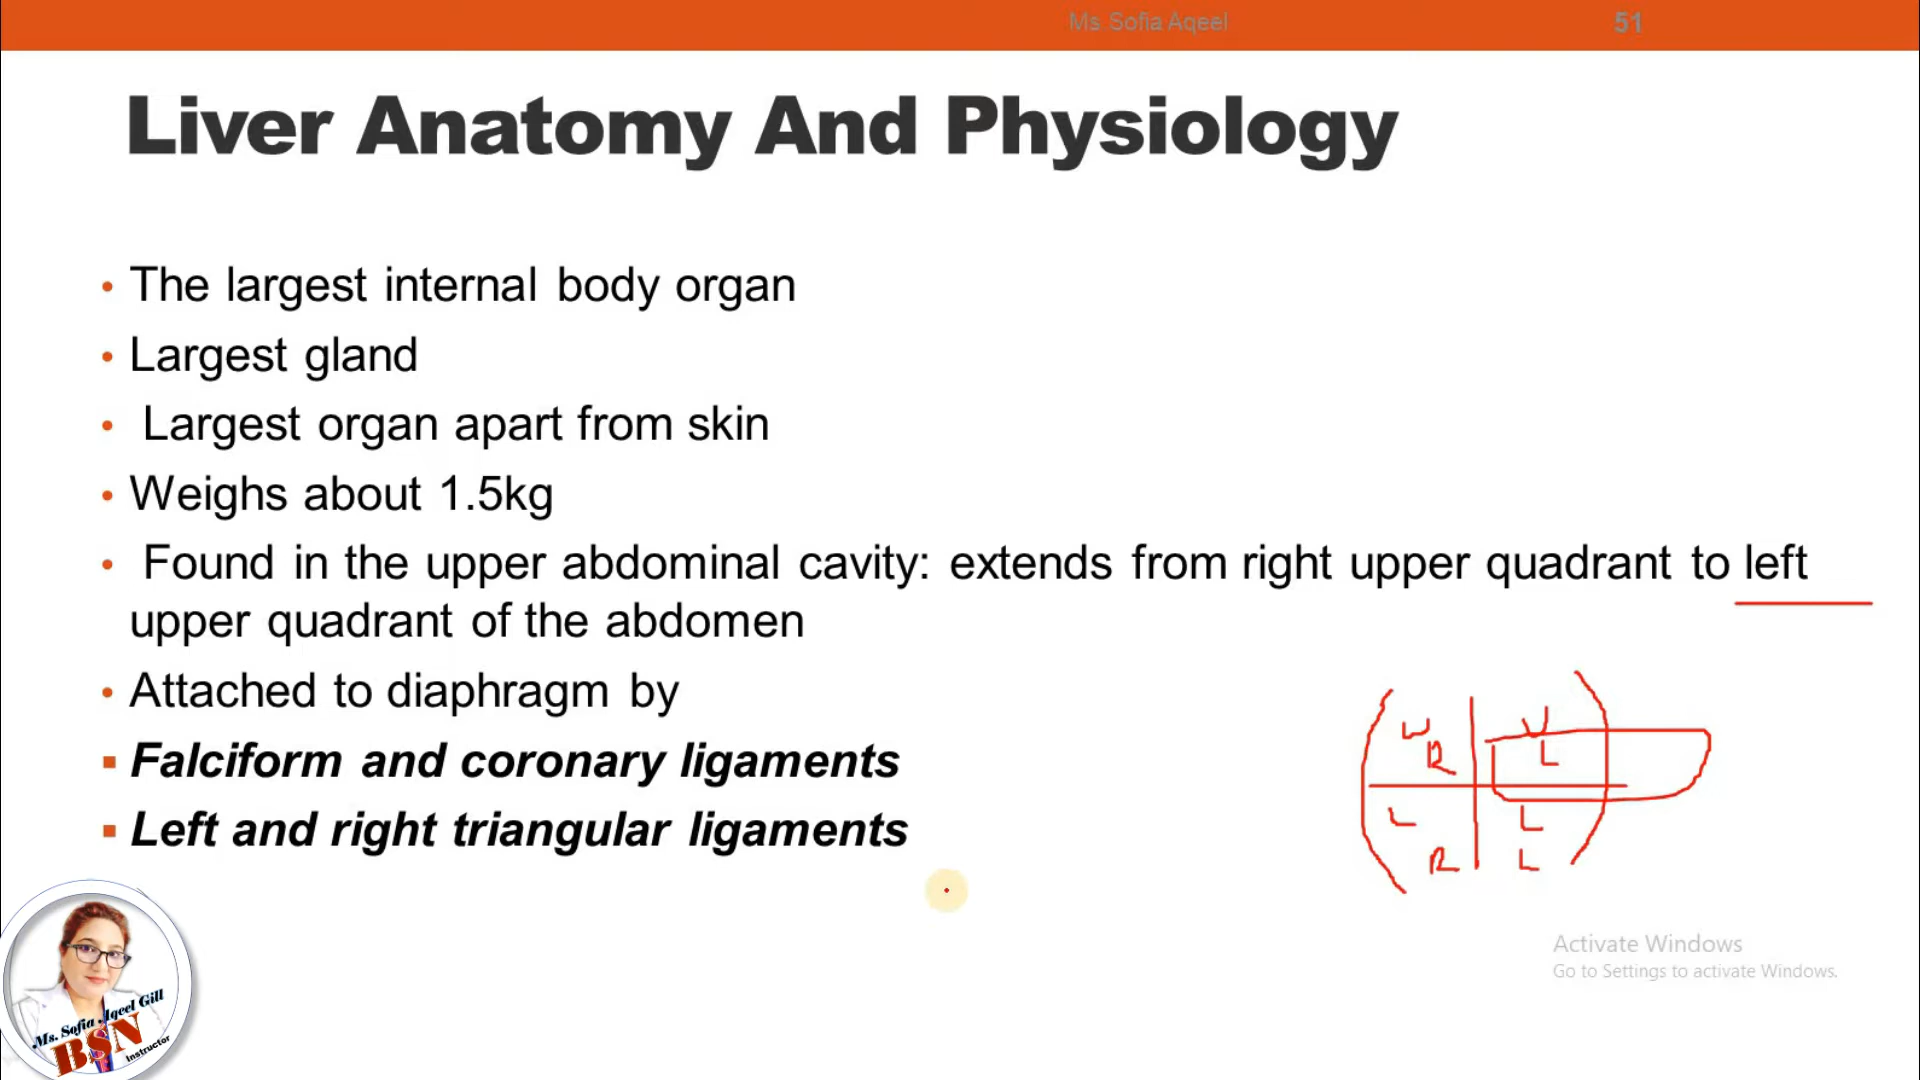 Ms Sofia Aqeel 51
Liver Anatomy And Physiology
• The largest internal body organ
• Largest gland
• Largest organ apart from skin
• Weighs about 1.5kg
• Found in the upper abdominal cavity: extends from right upper quadrant to left
upper quadrant of the abdomen
• Attached to diaphragm by
▪ Falciform and coronary ligaments
▪ Left and right triangular ligaments
U U
R L
L L
R L
Activate Windows
Go to Settings to activate Windows.
Ms. Sofia Aqeel Gill
BSN
Instructor